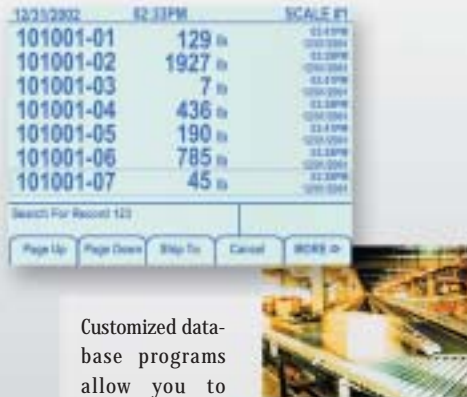 12/31/2002 02:33PM SCALE #1
101001-01 129 lb
101001-02 1927 lb
101001-03 7 lb
101001-04 436 lb
101001-05 190 lb
101001-06 785 lb
101001-07 45 lb
Search For Record 123
Page Up Page Down Ship To Cancel MORE
Customized data-
base programs
allow you to